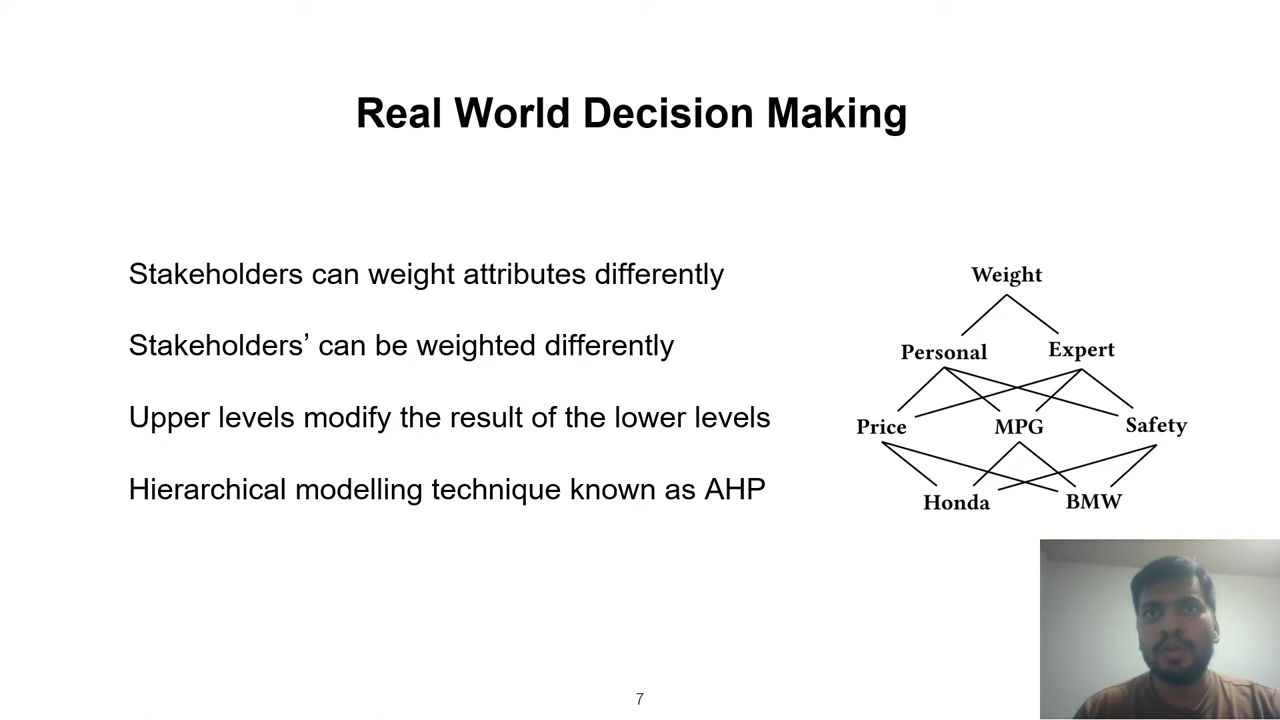 Real World Decision Making
Stakeholders can weight attributes differently
Stakeholders’ can be weighted differently
Upper levels modify the result of the lower levels
Hierarchical modelling technique known as AHP
Weight
Personal Expert
Price MPG Safety
Honda BMW
7